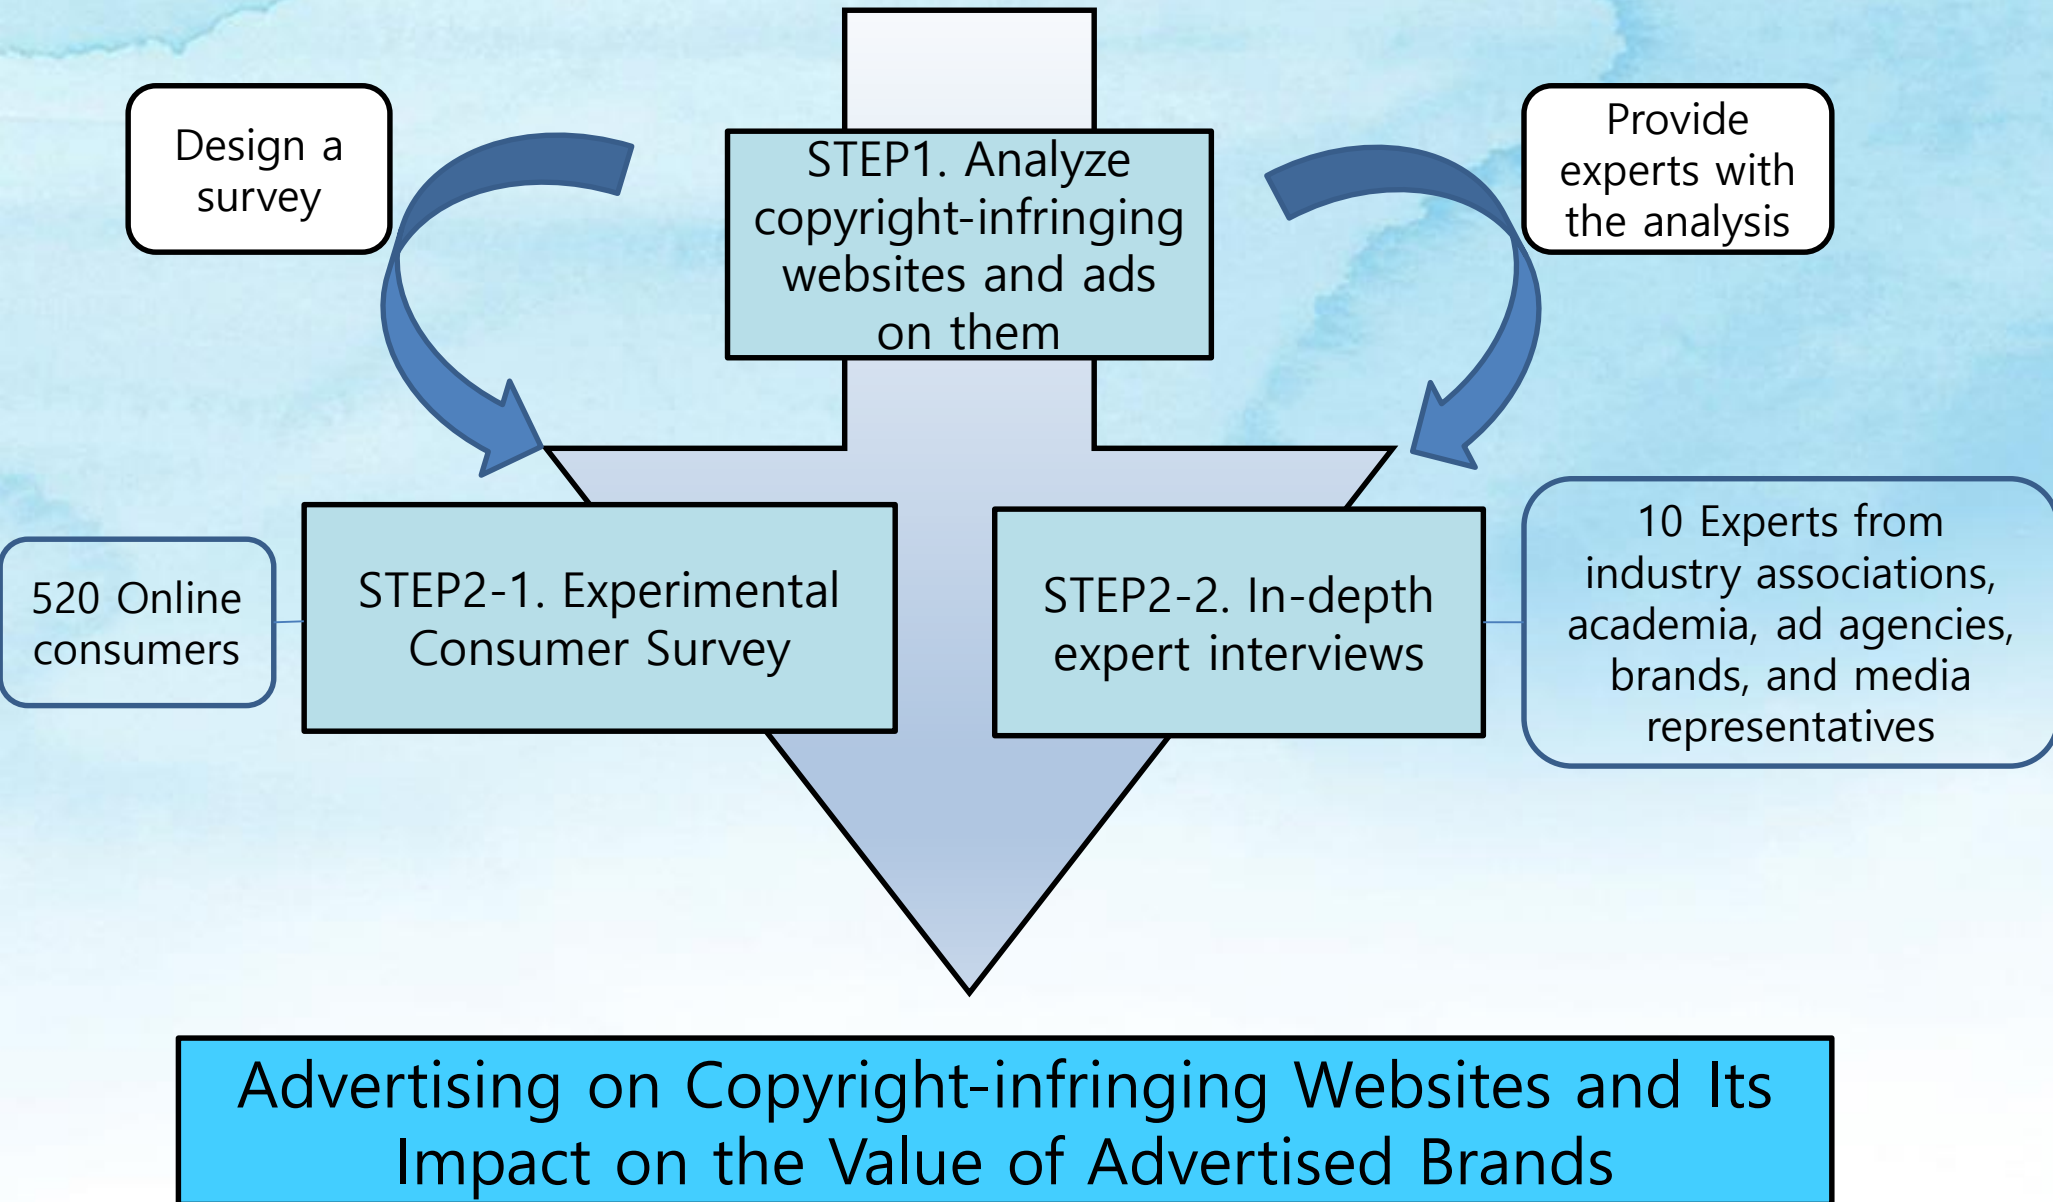 Design a
survey
STEP1. Analyze
copyright-infringing
websites and ads
on them
Provide
experts with
the analysis
520 Online
consumers
STEP2-1. Experimental
Consumer Survey
STEP2-2. In-depth
expert interviews
10 Experts from
industry associations,
academia, ad agencies,
brands, and media
representatives
Advertising on Copyright-infringing Websites and Its
Impact on the Value of Advertised Brands